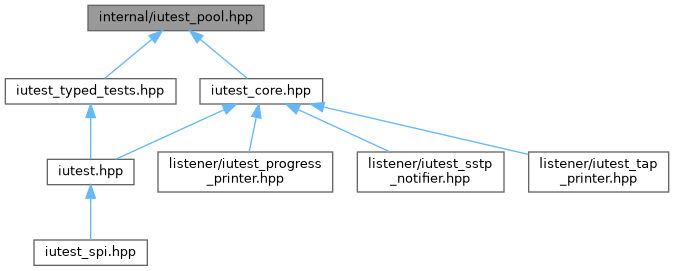 internal/iutest_pool.hpp
iutest_typed_tests.hpp
iutest_core.hpp
iutest.hpp
listener/iutest_progress
_printer.hpp
listener/iutest_sstp
_notifier.hpp
listener/iutest_tap
_printer.hpp
iutest_spi.hpp